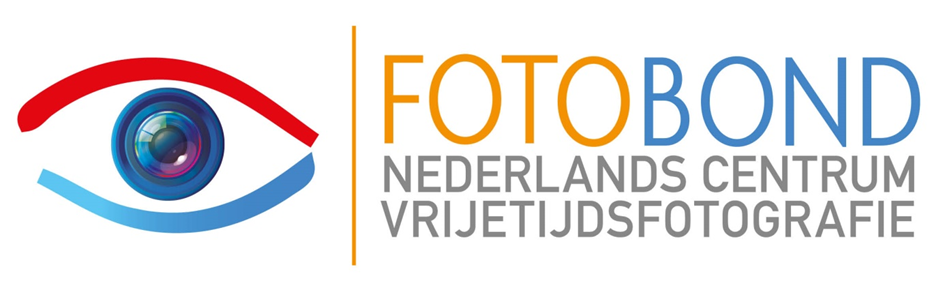 FOTOBOND
NEDERLANDS CENTRUM
VRIJETIJDSFOTOGRAFIE